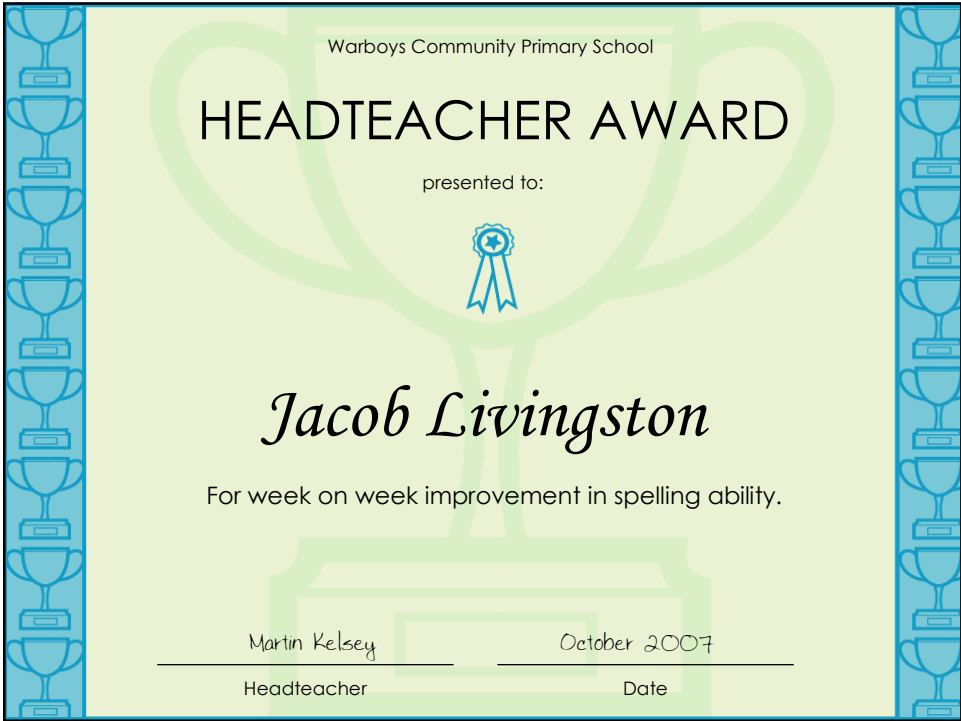 Warboys Community Primary School
HEADTEACHER AWARD
presented to:
Jacob Livingston
For week on week improvement in spelling ability.
Martin Kelsey October 2007
Headteacher Date